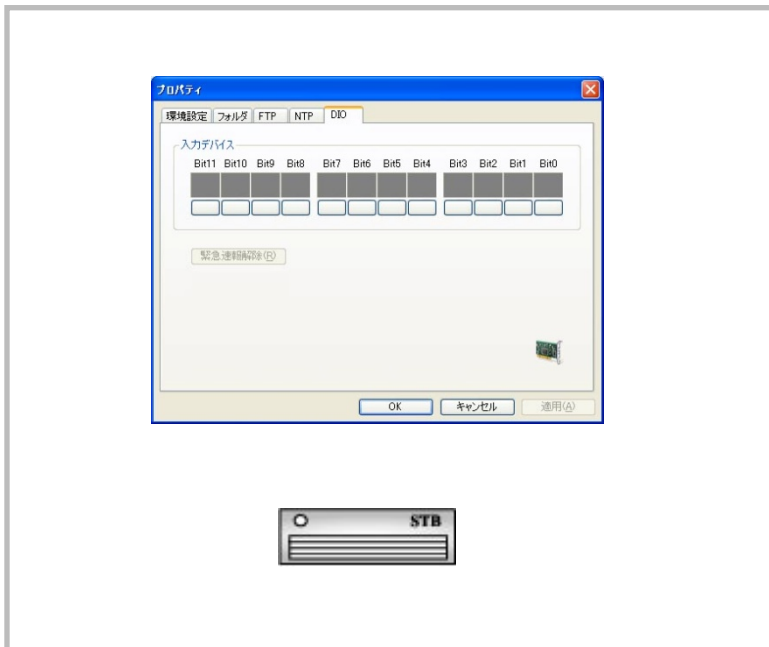 プロパティ
環境設定 フォルダ FTP NTP DIO
入力デバイス
Bit11 Bit10 Bit9 Bit8 Bit7 Bit6 Bit5 Bit4 Bit3 Bit2 Bit1 Bit0
緊急速報解除(R)
OK キャンセル 適用(A)
STB